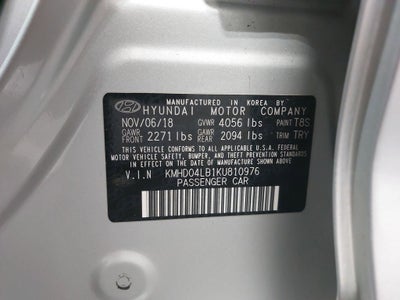 MANUFACTURED IN KOREA BY
HYUNDAI MOTOR COMPANY
NOV/06/18 GVWR 4056 lbs PAINT T8S
GAWR FRONT 2271 lbs GAWR REAR 2094 lbs TRIM TRY
THIS VEHICLE CONFORMS TO ALL APPLICABLE U.S.A. FEDERAL
MOTOR VEHICLE SAFETY, BUMPER, AND THEFT PREVENTION
STANDARDS IN EFFECT ON THE DATE OF MANUFACTURE SHOWN ABOVE.
V.I.N KMHD04LB1KU810976
PASSENGER CAR